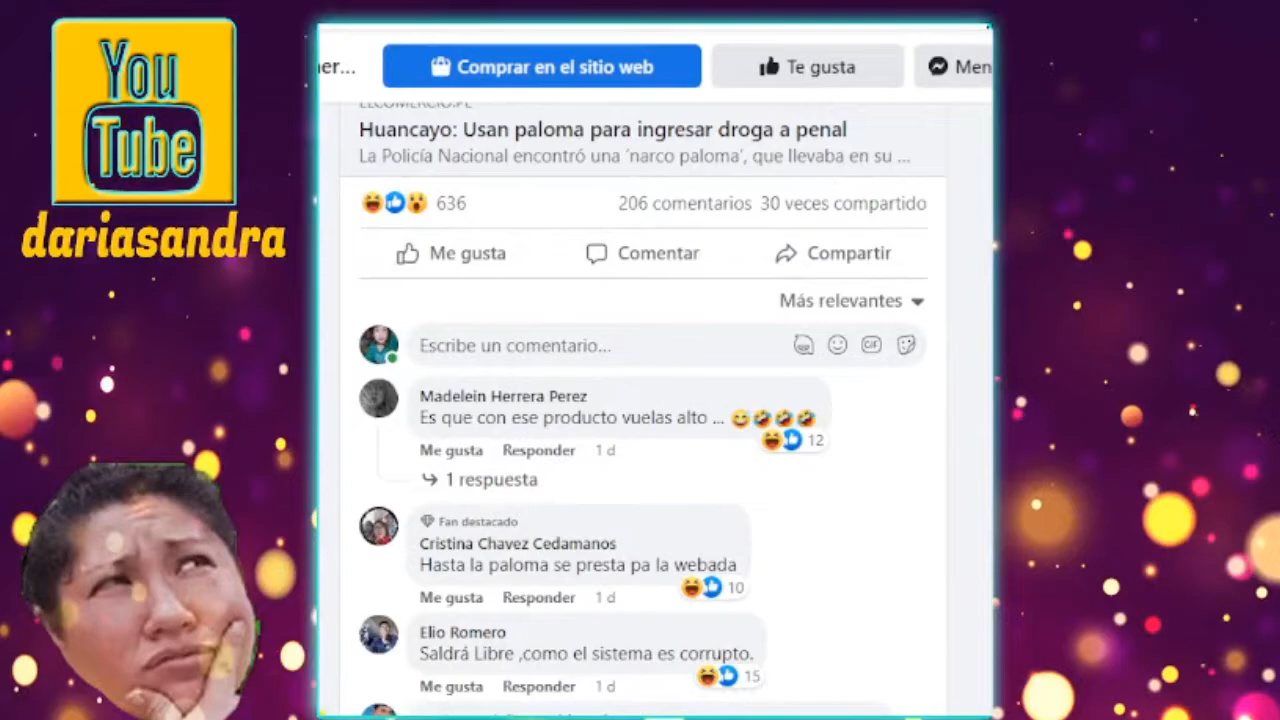 You
Tube
dariasandra
er...
Comprar en el sitio web
Te gusta
Men
ELCOMERCIO.PE
Huancayo: Usan paloma para ingresar droga a penal
La Policía Nacional encontró una 'narco paloma', que llevaba en su ...
636
206 comentarios 30 veces compartido
Me gusta
Comentar
Compartir
Más relevantes
Escribe un comentario...
GIF
Madelein Herrera Perez
Es que con ese producto vuelas alto ...
12
Me gusta Responder 1 d
1 respuesta
Fan destacado
Cristina Chavez Cedamanos
Hasta la paloma se presta pa la webada
10
Me gusta Responder 1 d
Elio Romero
Saldrá Libre ,como el sistema es corrupto.
15
Me gusta Responder 1 d